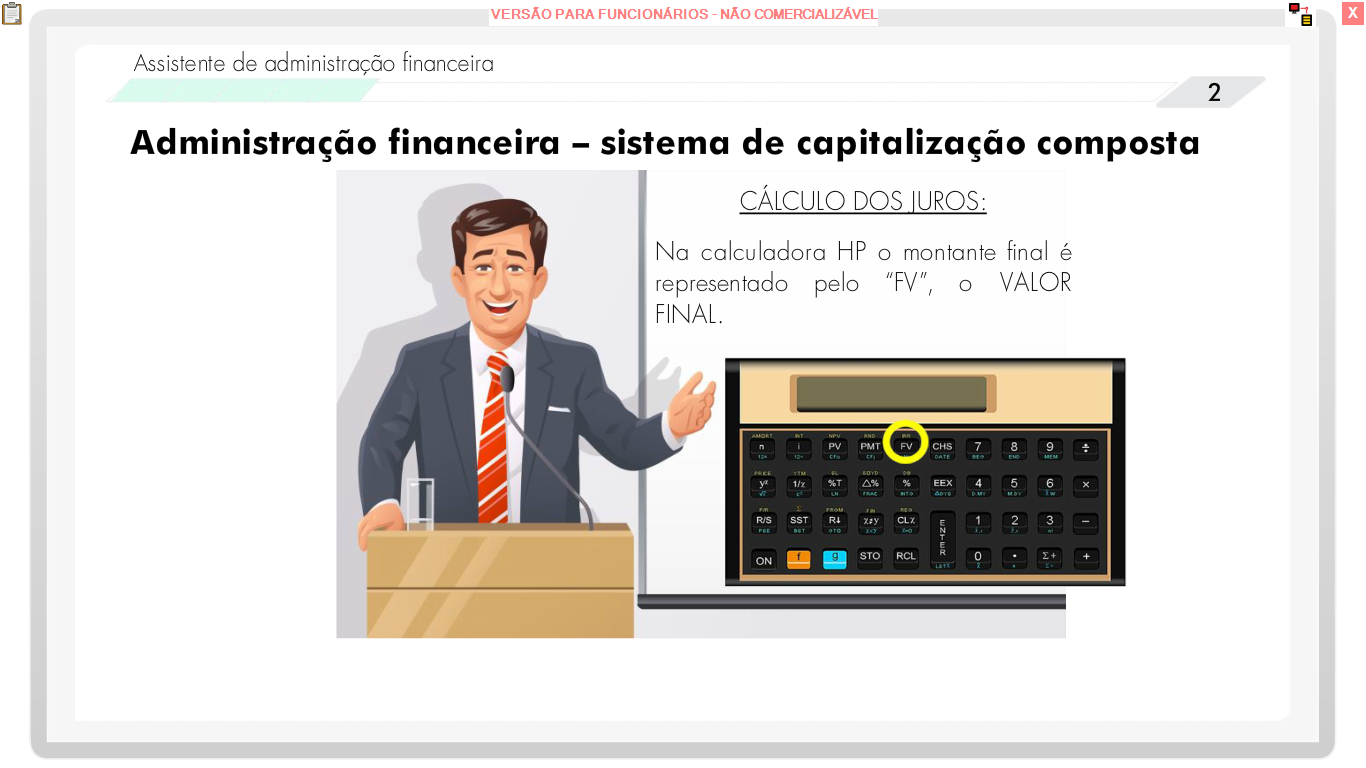 VERSÃO PARA FUNCIONÁRIOS - NÃO COMERCIALIZÁVEL
X
Assistente de administração financeira
2
Administração financeira – sistema de capitalização composta
CÁLCULO DOS JUROS:
Na calculadora HP o montante final é
representado pelo “FV”, o VALOR
FINAL.
AMORT INT NPV RND IRR
n i PV PMT FV CHS 7 8 9 ÷
12× 12÷ CFo CFj DATE BEG END MEM
PRICE YTM SL SOYD DB
yˣ 1/x %T △% % EEX 4 5 6 ×
LN FRAC INTG △DYS D.MY M.DY
P/R Σ PRGM FIN REG
R/S SST R↓ x≷y CLx ENTER 1 2 3 −
PSE BST GTO x≤y x=0
ON f g STO RCL 0 • Σ+ +
LSTX